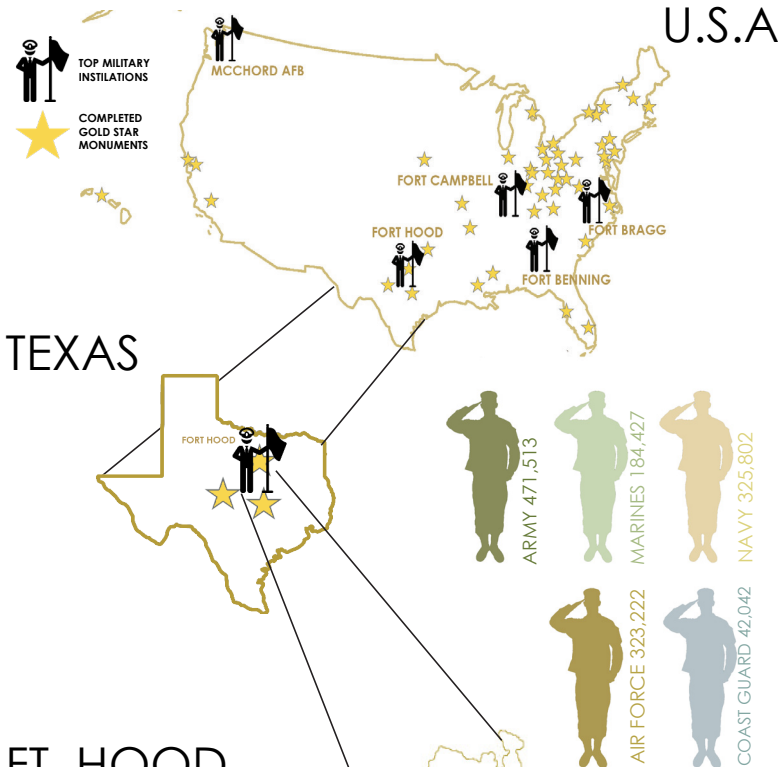 U.S.A
TOP MILITARY
INSTILATIONS
MCCHORD AFB
COMPLETED
GOLD STAR
MONUMENTS
FORT CAMPBELL
FORT HOOD
FORT BRAGG
FORT BENNING
TEXAS
FORT HOOD
ARMY 471,513
MARINES 184,427
NAVY 325,802
AIR FORCE 323,222
COAST GUARD 42,042
FT. HOOD